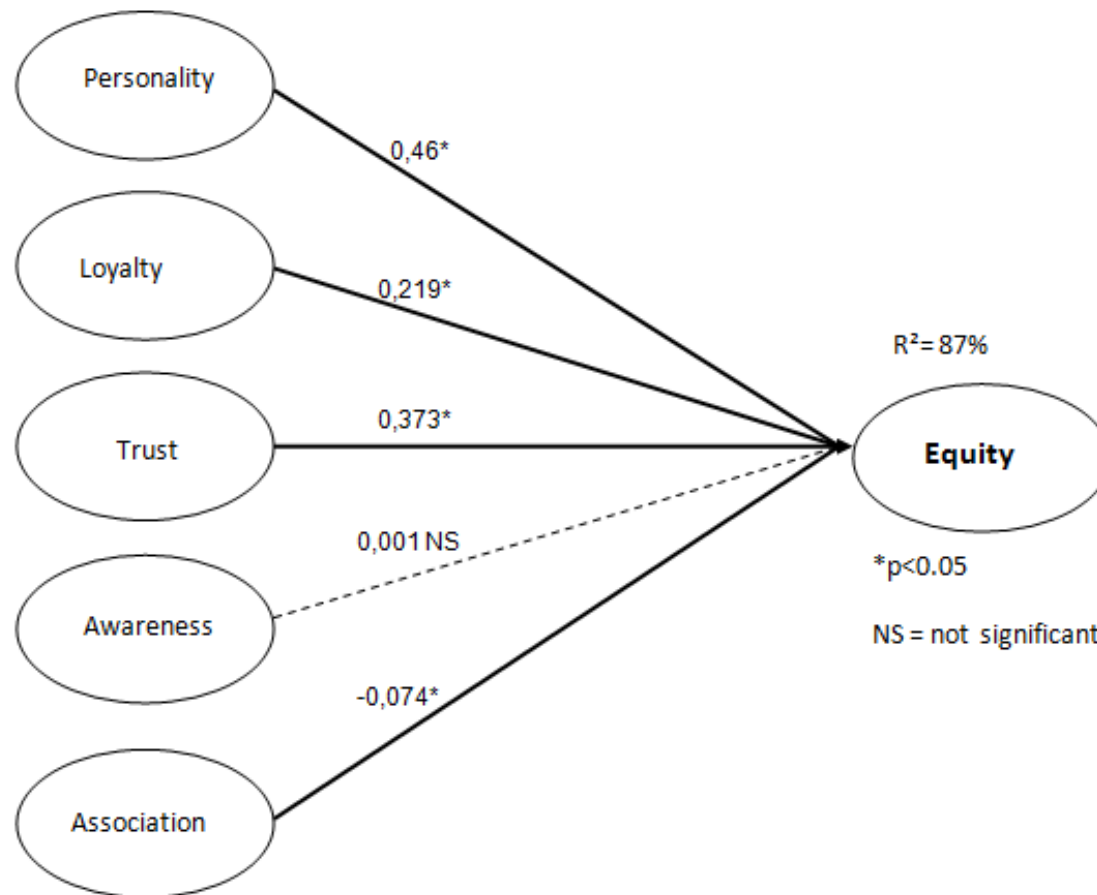 Personality
0,46*
Loyalty
0,219*
R²= 87%
Trust
0,373*
Equity
0,001 NS
*p<0.05
Awareness
NS = not significant
-0,074*
Association